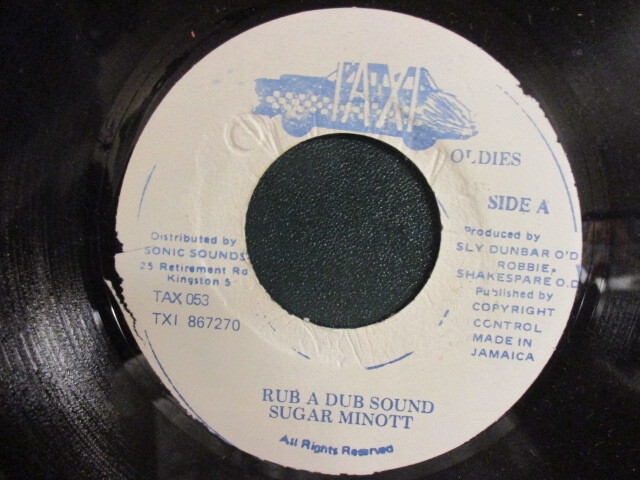 TAXI
OLDIES
SIDE A
Distributed by
SONIC SOUNDS
25 Retirement Rd
Kingston 5
TAX 053
TXI 867270
Produced by
SLY DUNBAR O'D
ROBBIE
SHAKESPARE O.D
Published by
COPYRIGHT
CONTROL
MADE IN
JAMAICA
RUB A DUB SOUND
SUGAR MINOTT
All Rights Reserved